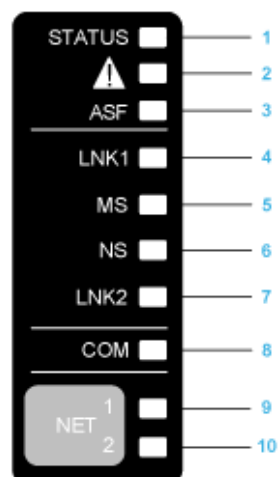 STATUS 1
2
ASF 3
LNK1 4
MS 5
NS 6
LNK2 7
COM 8
NET 1 9
2 10